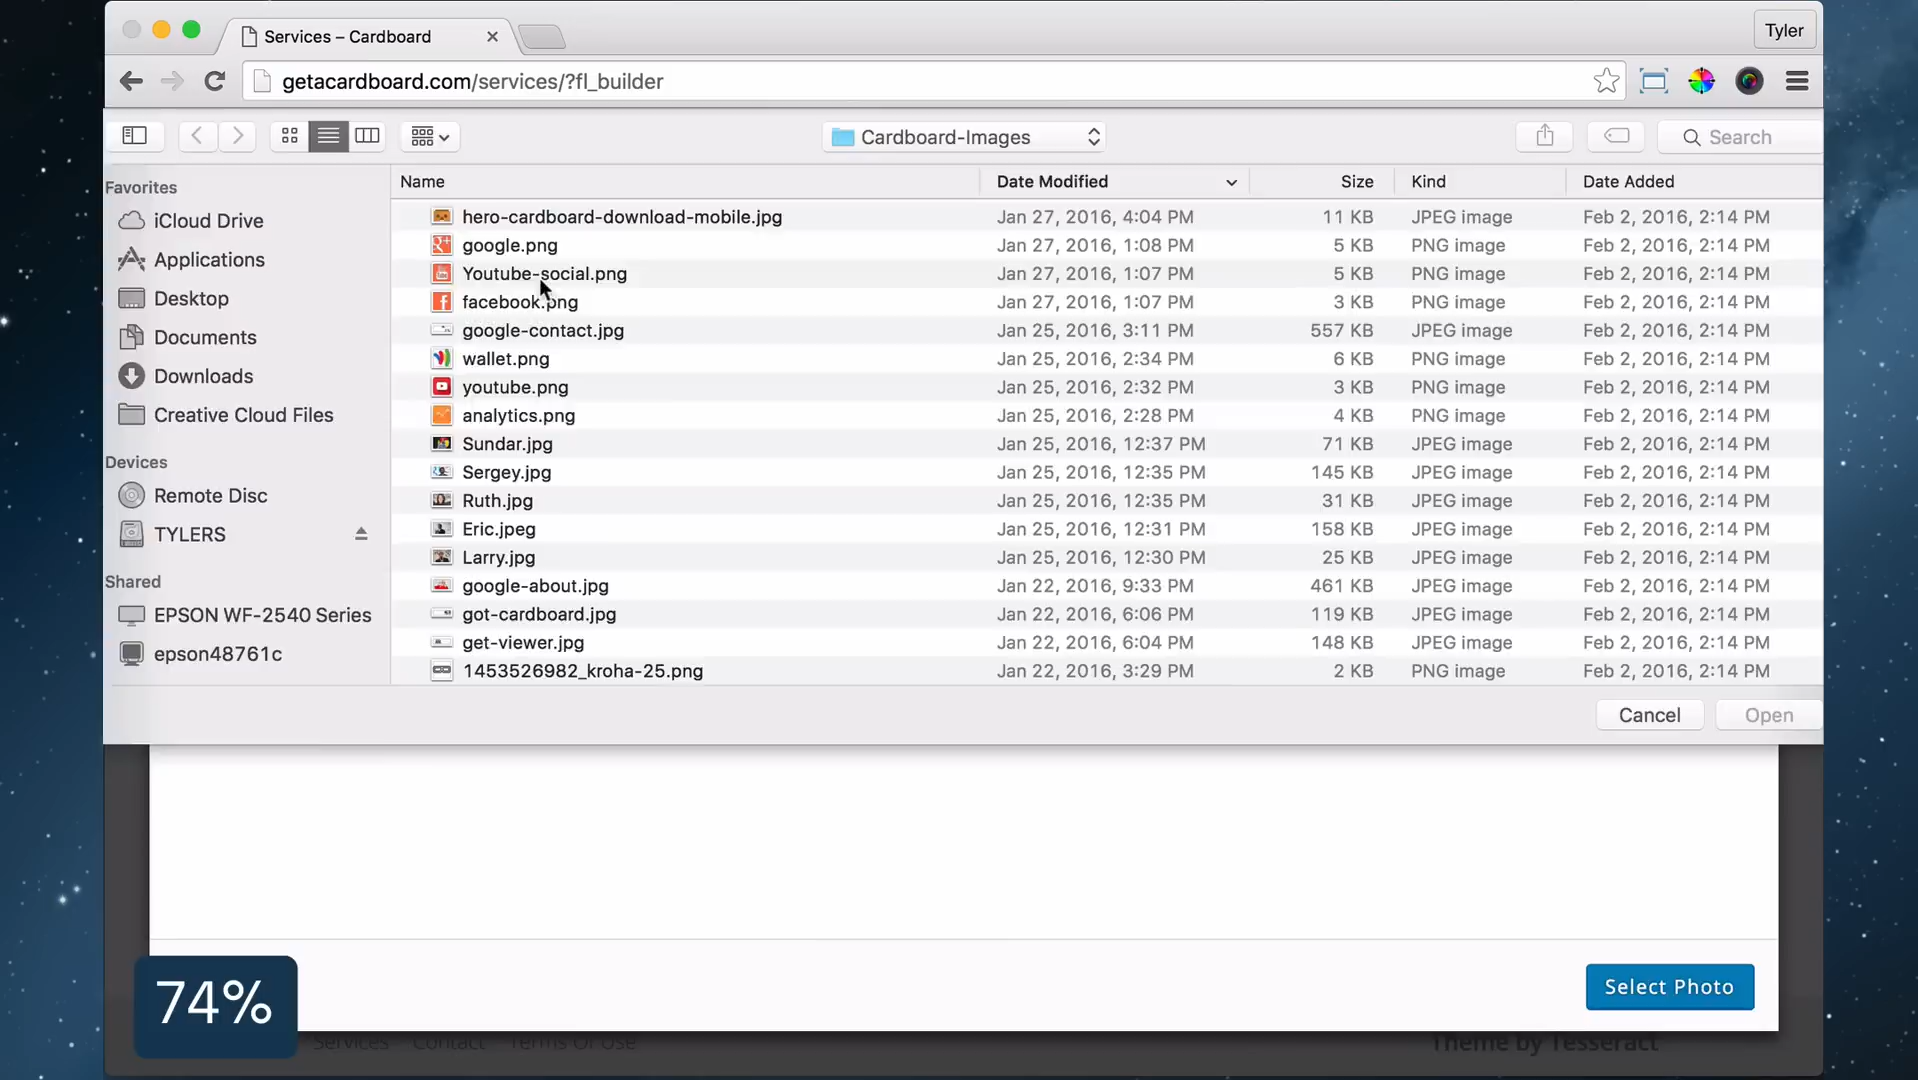 Services – Cardboard
Tyler
getacardboard.com/services/?fl_builder
Cardboard-Images
Search
Favorites
iCloud Drive
Applications
Desktop
Documents
Downloads
Creative Cloud Files
Devices
Remote Disc
TYLERS
Shared
EPSON WF-2540 Series
epson48761c
Name Date Modified Size Kind Date Added
hero-cardboard-download-mobile.jpg Jan 27, 2016, 4:04 PM 11 KB JPEG image Feb 2, 2016, 2:14 PM
google.png Jan 27, 2016, 1:08 PM 5 KB PNG image Feb 2, 2016, 2:14 PM
Youtube-social.png Jan 27, 2016, 1:07 PM 5 KB PNG image Feb 2, 2016, 2:14 PM
facebook.png Jan 27, 2016, 1:07 PM 3 KB PNG image Feb 2, 2016, 2:14 PM
google-contact.jpg Jan 25, 2016, 3:11 PM 557 KB JPEG image Feb 2, 2016, 2:14 PM
wallet.png Jan 25, 2016, 2:34 PM 6 KB PNG image Feb 2, 2016, 2:14 PM
youtube.png Jan 25, 2016, 2:32 PM 3 KB PNG image Feb 2, 2016, 2:14 PM
analytics.png Jan 25, 2016, 2:28 PM 4 KB PNG image Feb 2, 2016, 2:14 PM
Sundar.jpg Jan 25, 2016, 12:37 PM 71 KB JPEG image Feb 2, 2016, 2:14 PM
Sergey.jpg Jan 25, 2016, 12:35 PM 145 KB JPEG image Feb 2, 2016, 2:14 PM
Ruth.jpg Jan 25, 2016, 12:35 PM 31 KB JPEG image Feb 2, 2016, 2:14 PM
Eric.jpeg Jan 25, 2016, 12:31 PM 158 KB JPEG image Feb 2, 2016, 2:14 PM
Larry.jpg Jan 25, 2016, 12:30 PM 25 KB JPEG image Feb 2, 2016, 2:14 PM
google-about.jpg Jan 22, 2016, 9:33 PM 461 KB JPEG image Feb 2, 2016, 2:14 PM
got-cardboard.jpg Jan 22, 2016, 6:06 PM 119 KB JPEG image Feb 2, 2016, 2:14 PM
get-viewer.jpg Jan 22, 2016, 6:04 PM 148 KB JPEG image Feb 2, 2016, 2:14 PM
1453526982_kroha-25.png Jan 22, 2016, 3:29 PM 2 KB PNG image Feb 2, 2016, 2:14 PM
Cancel Open
Select Photo
74%
Services Contact Terms Of Use
Theme by Tesseract